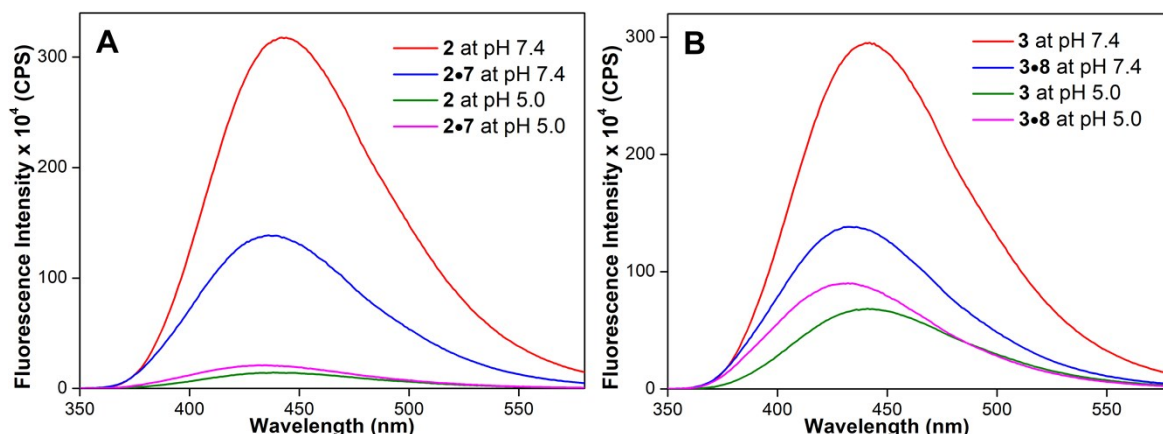 A
2 at pH 7.4
2•7 at pH 7.4
2 at pH 5.0
2•7 at pH 5.0
Fluorescence Intensity x 10⁴ (CPS)
300
200
100
0
350
400
450
500
550
Wavelength (nm)
B
3 at pH 7.4
3•8 at pH 7.4
3 at pH 5.0
3•8 at pH 5.0
Fluorescence Intensity x 10⁴ (CPS)
300
200
100
0
350
400
450
500
550
Wavelength (nm)